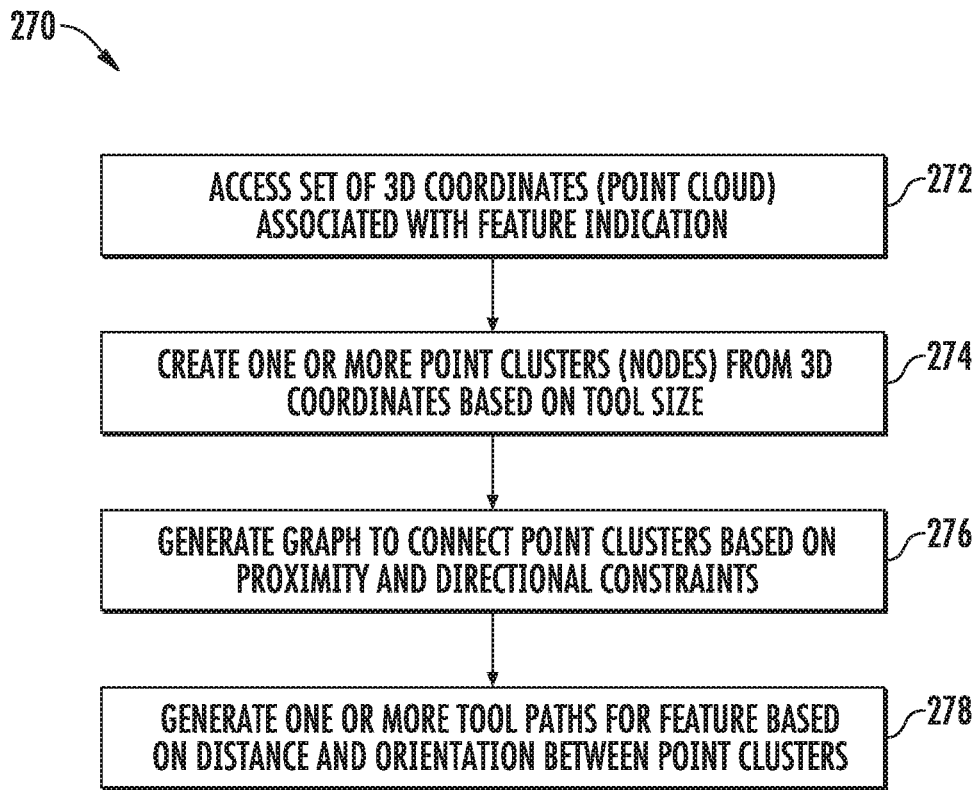 270
ACCESS SET OF 3D COORDINATES (POINT CLOUD)
ASSOCIATED WITH FEATURE INDICATION
272
CREATE ONE OR MORE POINT CLUSTERS (NODES) FROM 3D
COORDINATES BASED ON TOOL SIZE
274
GENERATE GRAPH TO CONNECT POINT CLUSTERS BASED ON
PROXIMITY AND DIRECTIONAL CONSTRAINTS
276
GENERATE ONE OR MORE TOOL PATHS FOR FEATURE BASED
ON DISTANCE AND ORIENTATION BETWEEN POINT CLUSTERS
278